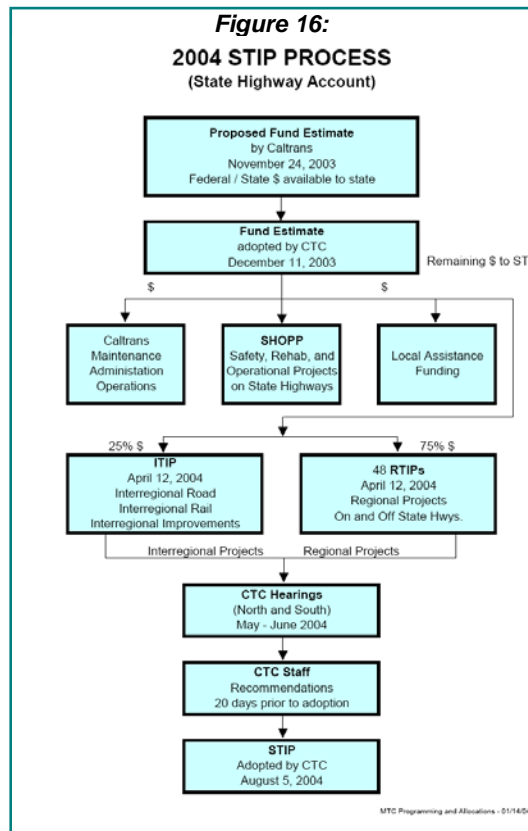 Figure 16:
2004 STIP PROCESS
(State Highway Account)
Proposed Fund Estimate
by Caltrans
November 24, 2003
Federal / State $ available to state
Fund Estimate
adopted by CTC
December 11, 2003
Remaining $ to ST
$ $
Caltrans
Maintenance
Administation
Operations
SHOPP
Safety, Rehab, and
Operational Projects
on State Highways
Local Assistance
Funding
25% $ 75% $
ITIP
April 12, 2004
Interregional Road
Interregional Rail
Interregional Improvements
48 RTIPs
April 12, 2004
Regional Projects
On and Off State Hwys.
Interregional Projects Regional Projects
CTC Hearings
(North and South)
May - June 2004
CTC Staff
Recommendations
20 days prior to adoption
STIP
Adopted by CTC
August 5, 2004
MTC Programming and Allocations - 01/14/04